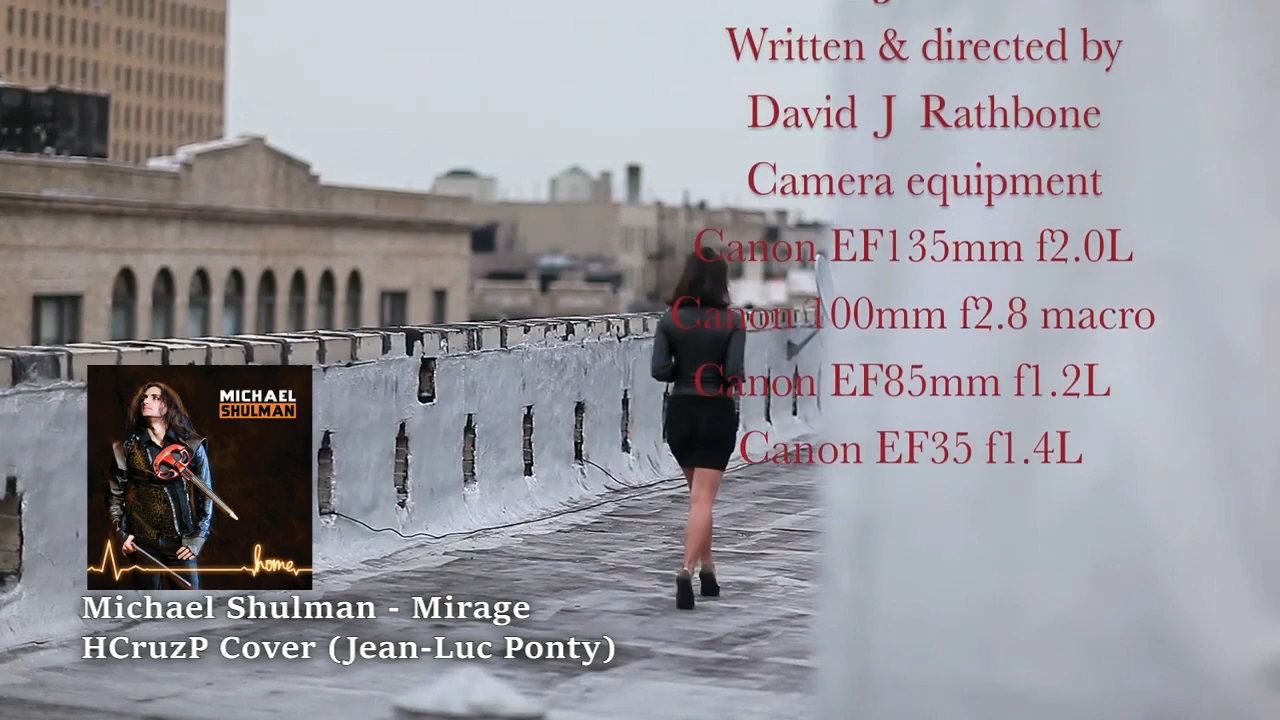 Written & directed by
David J Rathbone
Camera equipment
Canon EF135mm f2.0L
Canon 100mm f2.8 macro
Canon EF85mm f1.2L
Canon EF35 f1.4L
MICHAEL
SHULMAN
home
Michael Shulman - Mirage
HCruzP Cover (Jean-Luc Ponty)